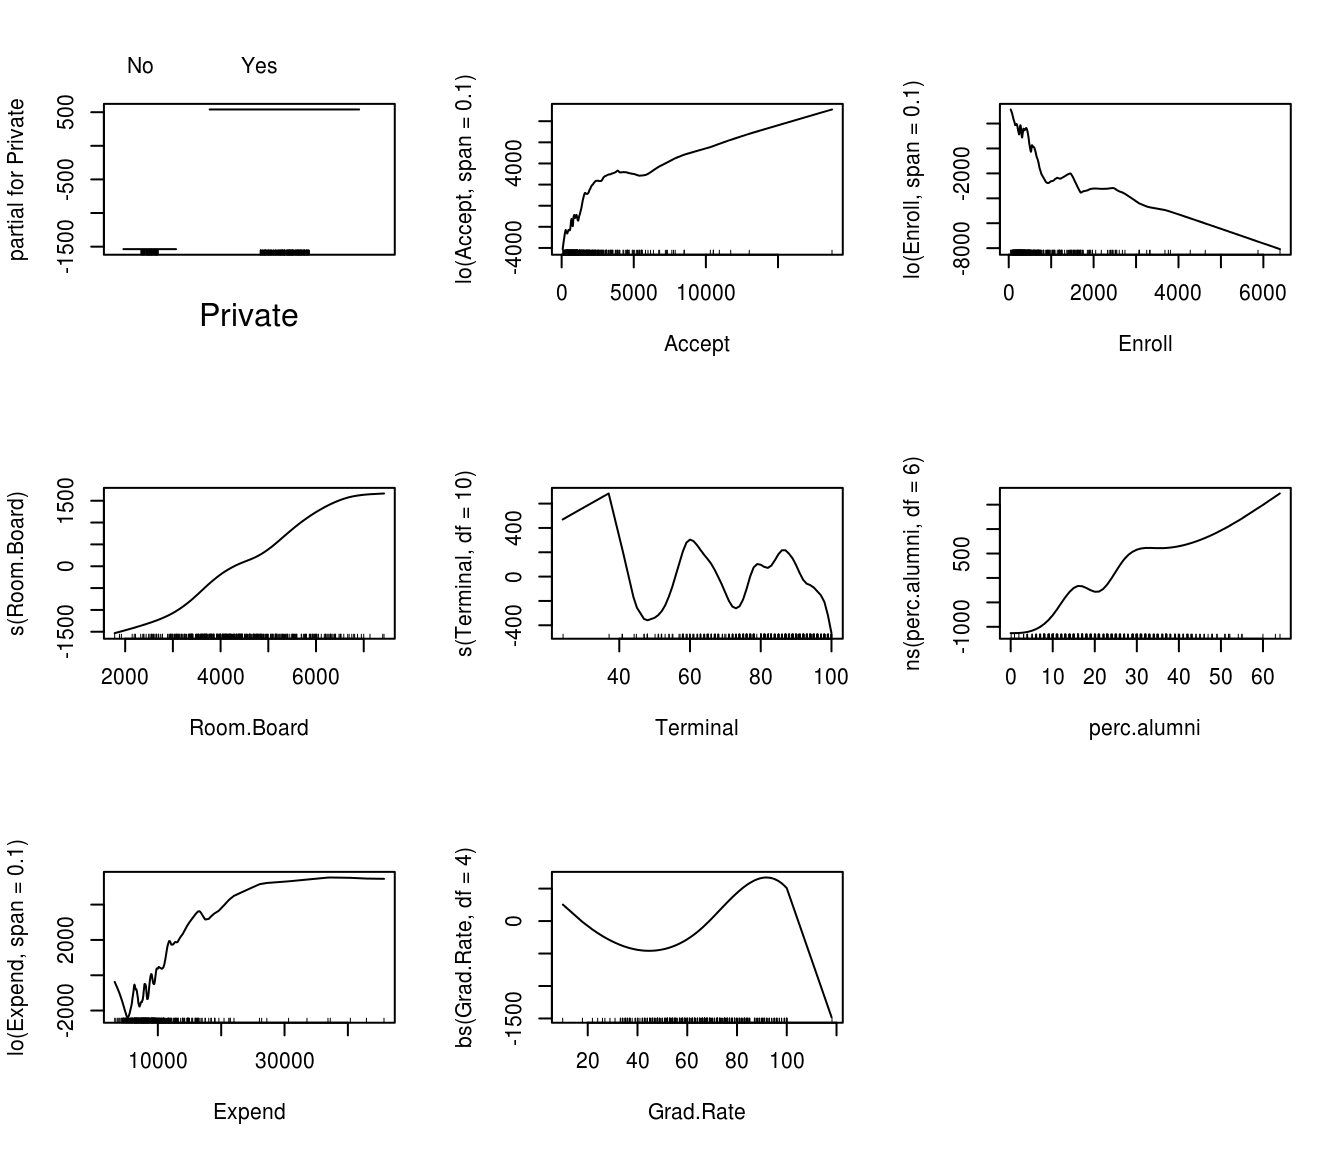 No Yes
partial for Private
-1500 -500 500
Private
lo(Accept, span = 0.1)
-4000 4000
0 5000 10000
Accept
lo(Enroll, span = 0.1)
-8000 -2000
0 2000 4000 6000
Enroll
s(Room.Board)
-1500 0 1500
2000 4000 6000
Room.Board
s(Terminal, df = 10)
-400 0 400
40 60 80 100
Terminal
ns(perc.alumni, df = 6)
-1000 500
0 10 20 30 40 50 60
perc.alumni
lo(Expend, span = 0.1)
-2000 2000
10000 30000
Expend
bs(Grad.Rate, df = 4)
-1500 0
20 40 60 80 100
Grad.Rate